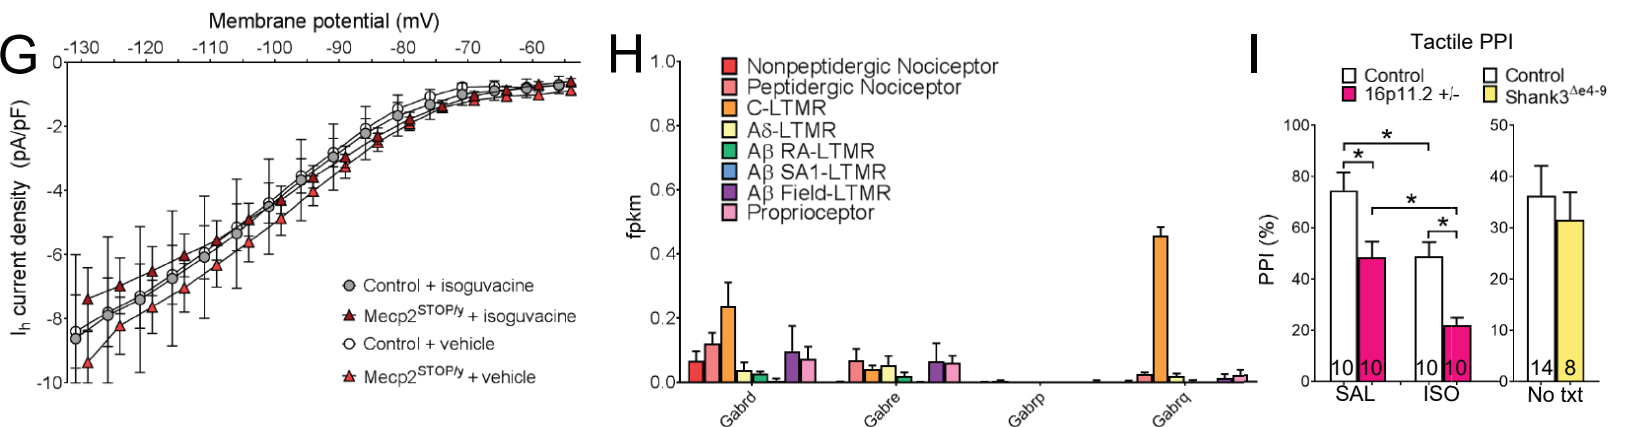 G
Membrane potential (mV)
-130 -120 -110 -100 -90 -80 -70 -60
0
-2
-4
-6
-8
-10
Ih current density (pA/pF)
Control + isoguvacine
Mecp2STOP/y + isoguvacine
Control + vehicle
Mecp2STOP/y + vehicle
H
1.0
0.8
0.6
0.4
0.2
0.0
fpkm
Nonpeptidergic Nociceptor
Peptidergic Nociceptor
C-LTMR
Aδ-LTMR
Aβ RA-LTMR
Aβ SA1-LTMR
Aβ Field-LTMR
Proprioceptor
Gabrd Gabre Gabrp Gabrq
I
Tactile PPI
Control
16p11.2 +/-
Control
Shank3Δe4-9
100
80
60
40
20
0
PPI (%)
*
*
*
*
10 10 10 10
SAL ISO
50
40
30
20
10
0
14 8
No txt